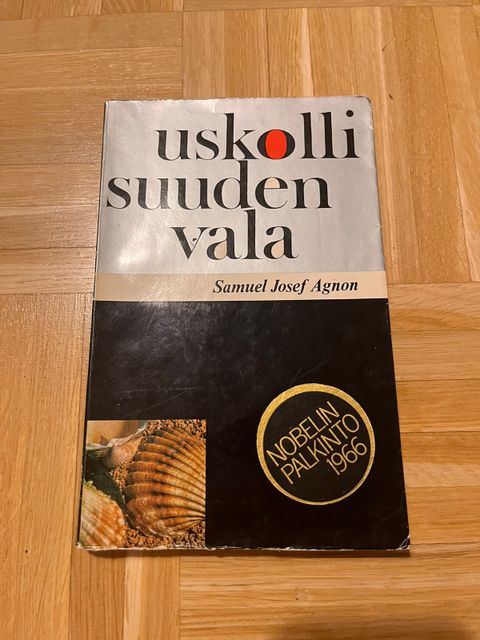 uskolli
suuden
vala
Samuel Josef Agnon
NOBELIN
PALKINTO
1966